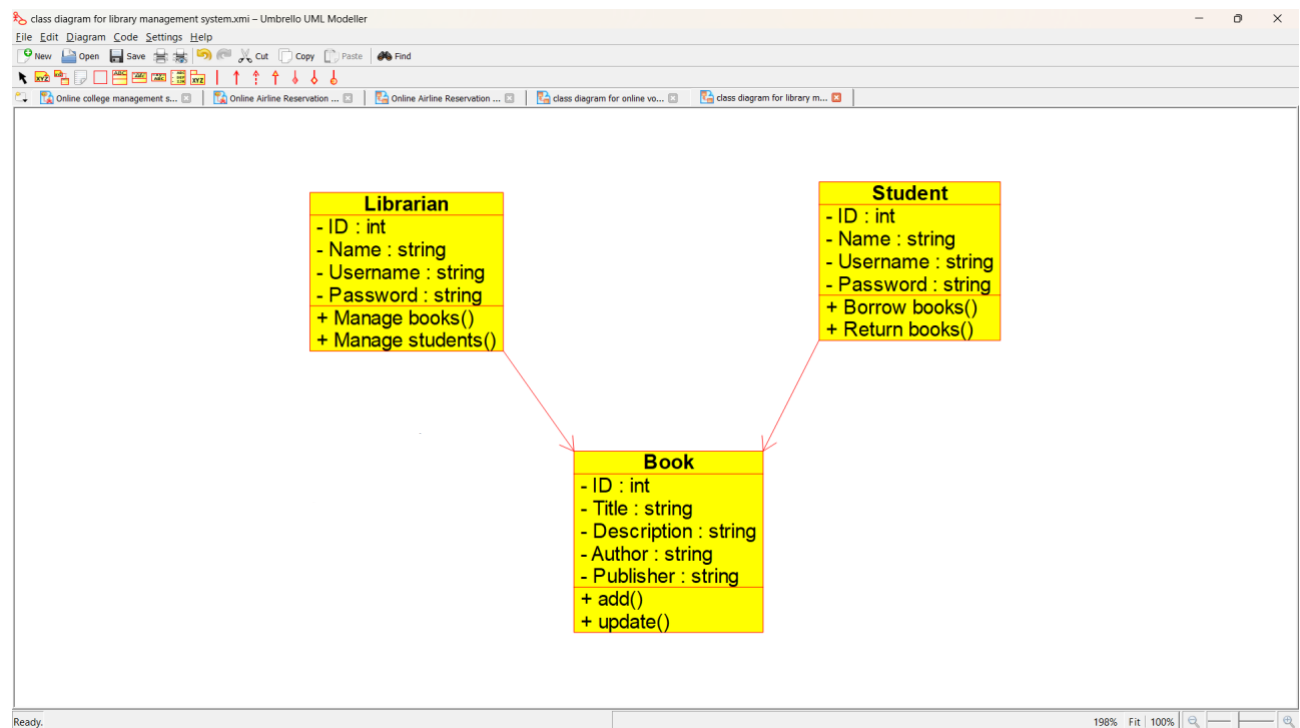 class diagram for library management system.xmi – Umbrello UML Modeller
File Edit Diagram Code Settings Help
New Open Save Cut Copy Paste Find
Online college management s... Online Airline Reservation ... Online Airline Reservation ... class diagram for online vo... class diagram for library m...
Librarian
- ID : int
- Name : string
- Username : string
- Password : string
+ Manage books()
+ Manage students()
Student
- ID : int
- Name : string
- Username : string
- Password : string
+ Borrow books()
+ Return books()
Book
- ID : int
- Title : string
- Description : string
- Author : string
- Publisher : string
+ add()
+ update()
Ready. 198% Fit 100%